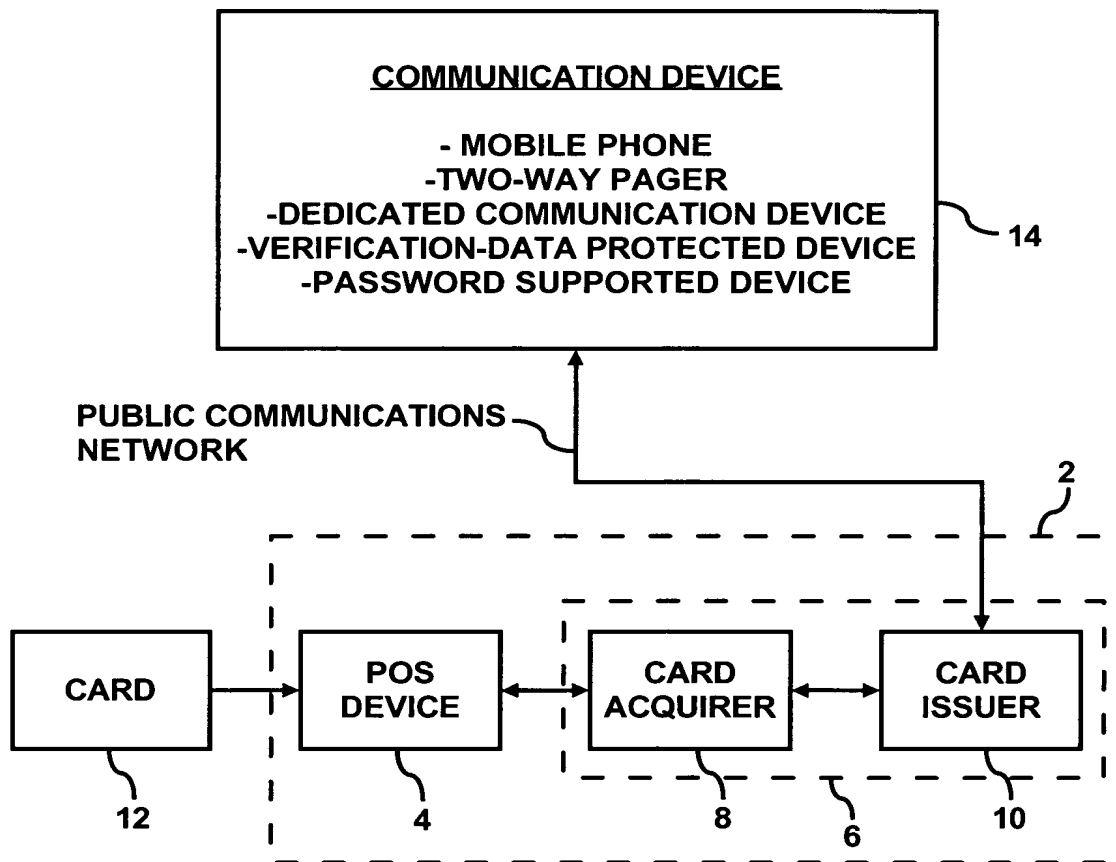 COMMUNICATION DEVICE
- MOBILE PHONE
-TWO-WAY PAGER
-DEDICATED COMMUNICATION DEVICE
-VERIFICATION-DATA PROTECTED DEVICE
-PASSWORD SUPPORTED DEVICE
14
PUBLIC COMMUNICATIONS
NETWORK
2
CARD
POS
DEVICE
CARD
ACQUIRER
CARD
ISSUER
12
4
8
6
10